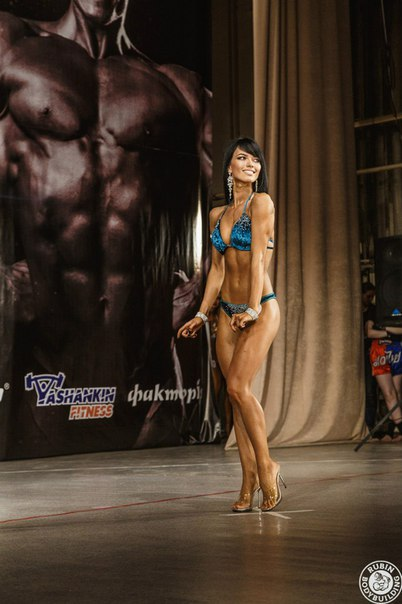 YASHANKIN
FITNESS
фактор
RUBIN
BODYBUILDING